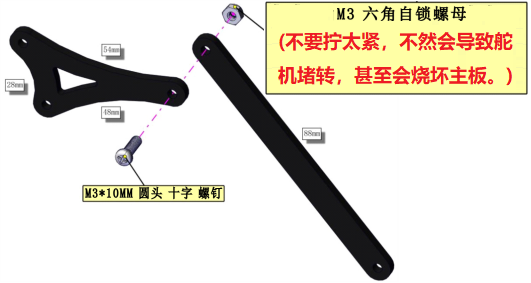 M3 六角自锁螺母
(不要拧太紧，不然会导致舵
机堵转，甚至会烧坏主板。)
54mm
28mm
48mm
88mm
M3*10MM 圆头 十字 螺钉